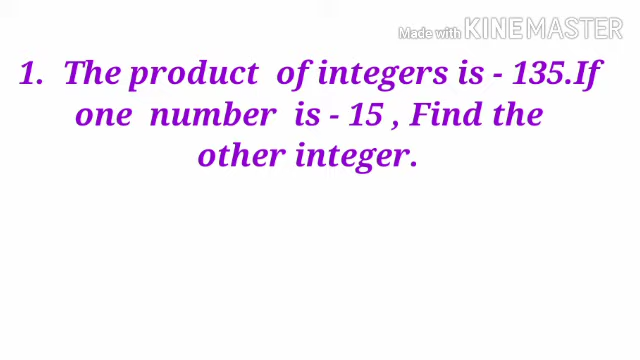 Made with KINEMASTER
1. The product of integers is - 135.If
one number is - 15 , Find the
other integer.